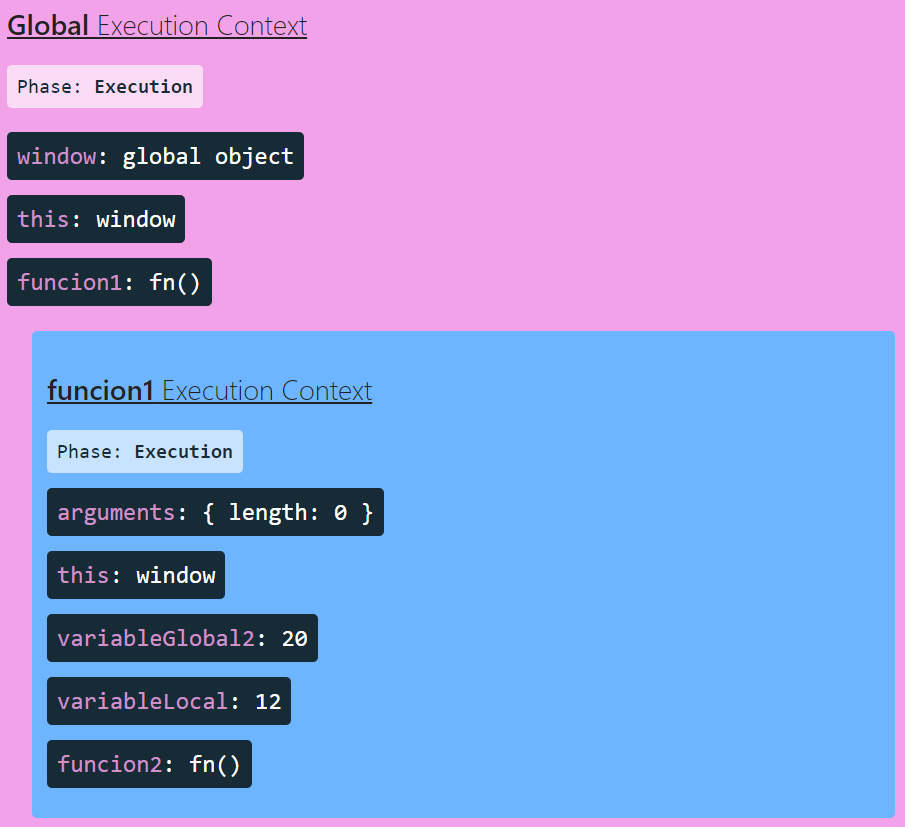 Global Execution Context
Phase: Execution
window: global object
this: window
funcion1: fn()
funcion1 Execution Context
Phase: Execution
arguments: { length: 0 }
this: window
variableGlobal2: 20
variableLocal: 12
funcion2: fn()